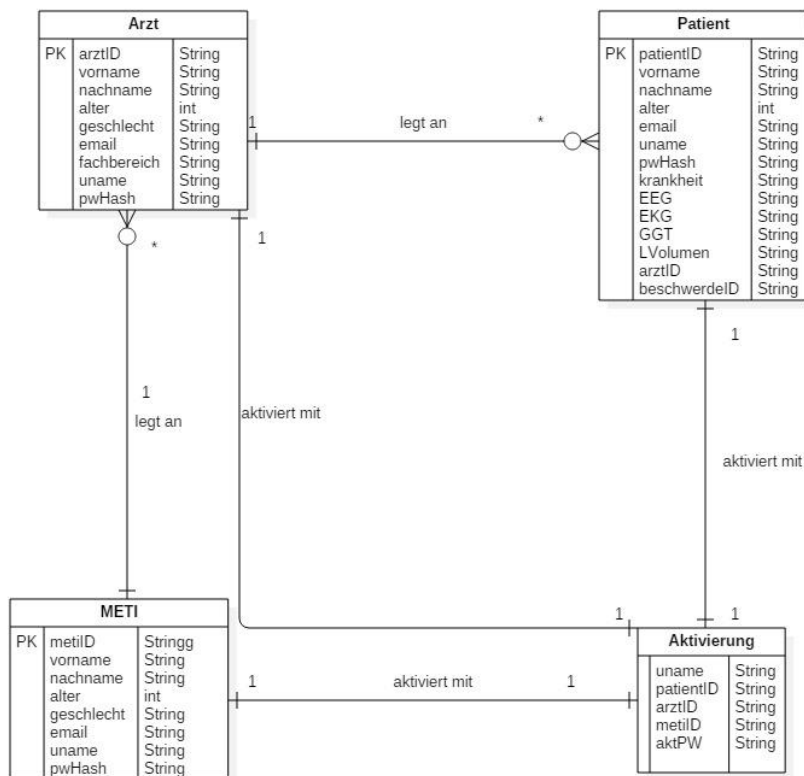 Arzt
PK arztID String
vorname String
nachname String
alter int
geschlecht String
email String
fachbereich String
uname String
pwHash String
Patient
PK patientID String
vorname String
nachname String
alter int
email String
uname String
pwHash String
krankheit String
EEG String
EKG String
GGT String
LVolumen String
arztID String
beschwerdeID String
1 legt an *
*
1
1
1
legt an
aktiviert mit
aktiviert mit
METI
PK metiID Stringg
vorname String
nachname String
alter int
geschlecht String
email String
uname String
pwHash String
1
1
1 aktiviert mit 1
Aktivierung
uname String
patientID String
arztID String
metiID String
aktPW String